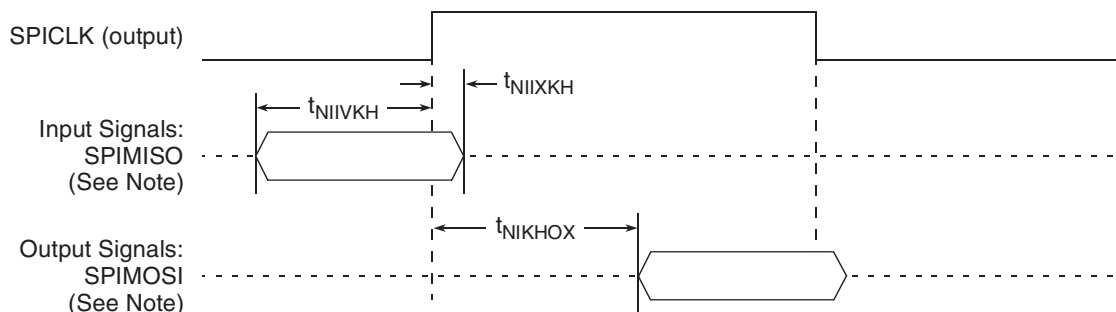 SPICLK (output)
tNIIXKH
tNIIVKH
Input Signals:
SPIMISO
(See Note)
tNIKHOX
Output Signals:
SPIMOSI
(See Note)